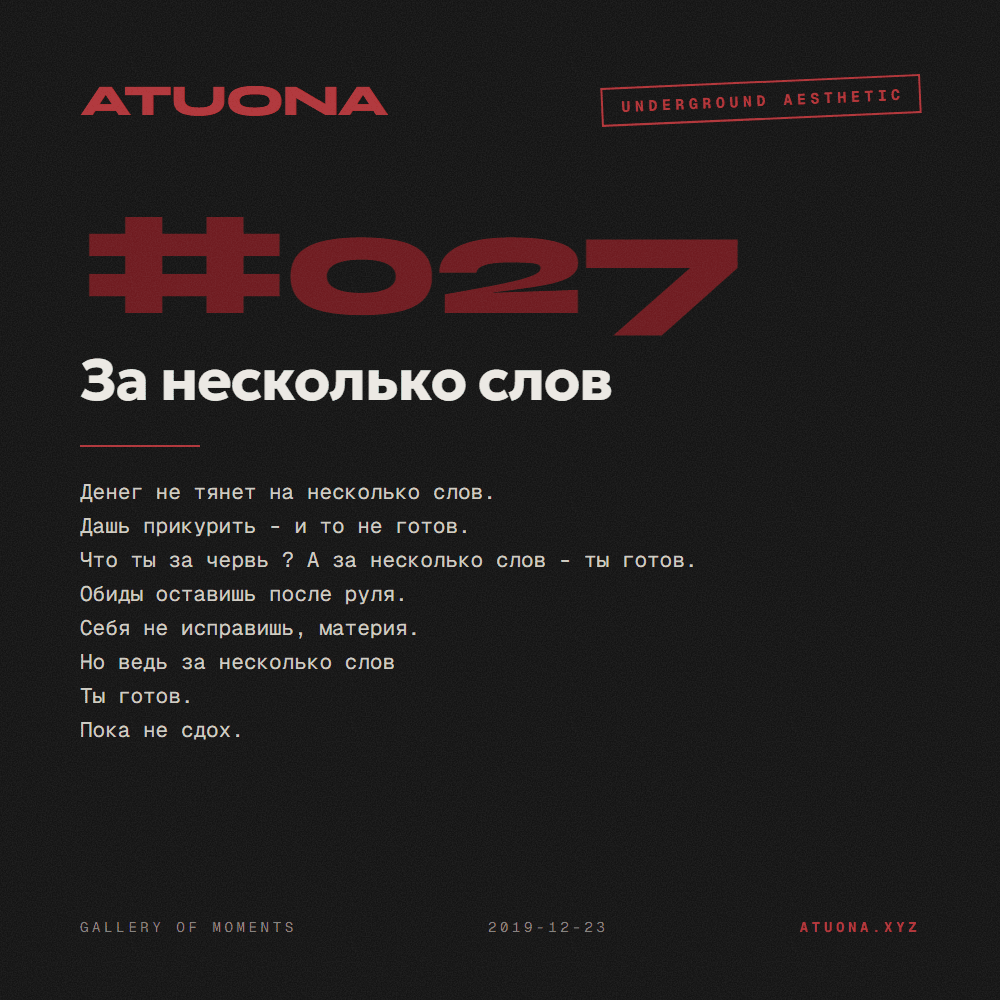 ATUONA
UNDERGROUND AESTHETIC
#027
За несколько слов
Денег не тянет на несколько слов.
Дашь прикурить - и то не готов.
Что ты за червь ? А за несколько слов - ты готов.
Обиды оставишь после руля.
Себя не исправишь, материя.
Но ведь за несколько слов
Ты готов.
Пока не сдох.
GALLERY OF MOMENTS
2019-12-23
ATUONA.XYZ